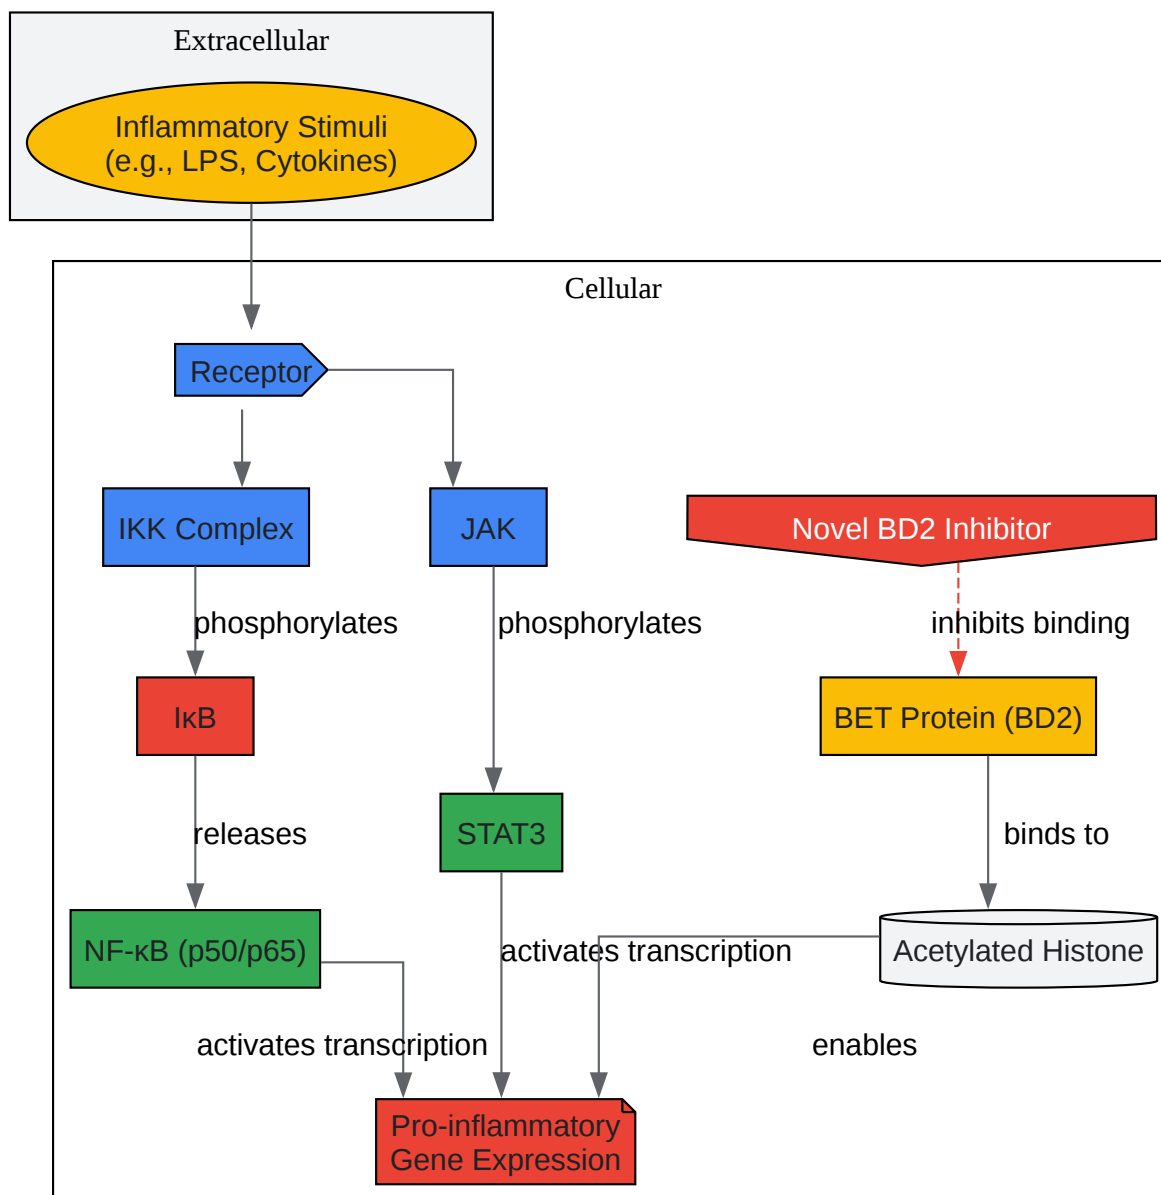 Extracellular
Inflammatory Stimuli
(e.g., LPS, Cytokines)
Cellular
Receptor
IKK Complex
JAK
Novel BD2 Inhibitor
phosphorylates
phosphorylates
inhibits binding
IκB
BET Protein (BD2)
releases
STAT3
binds to
NF-κB (p50/p65)
activates transcription
Acetylated Histone
activates transcription
enables
Pro-inflammatory
Gene Expression